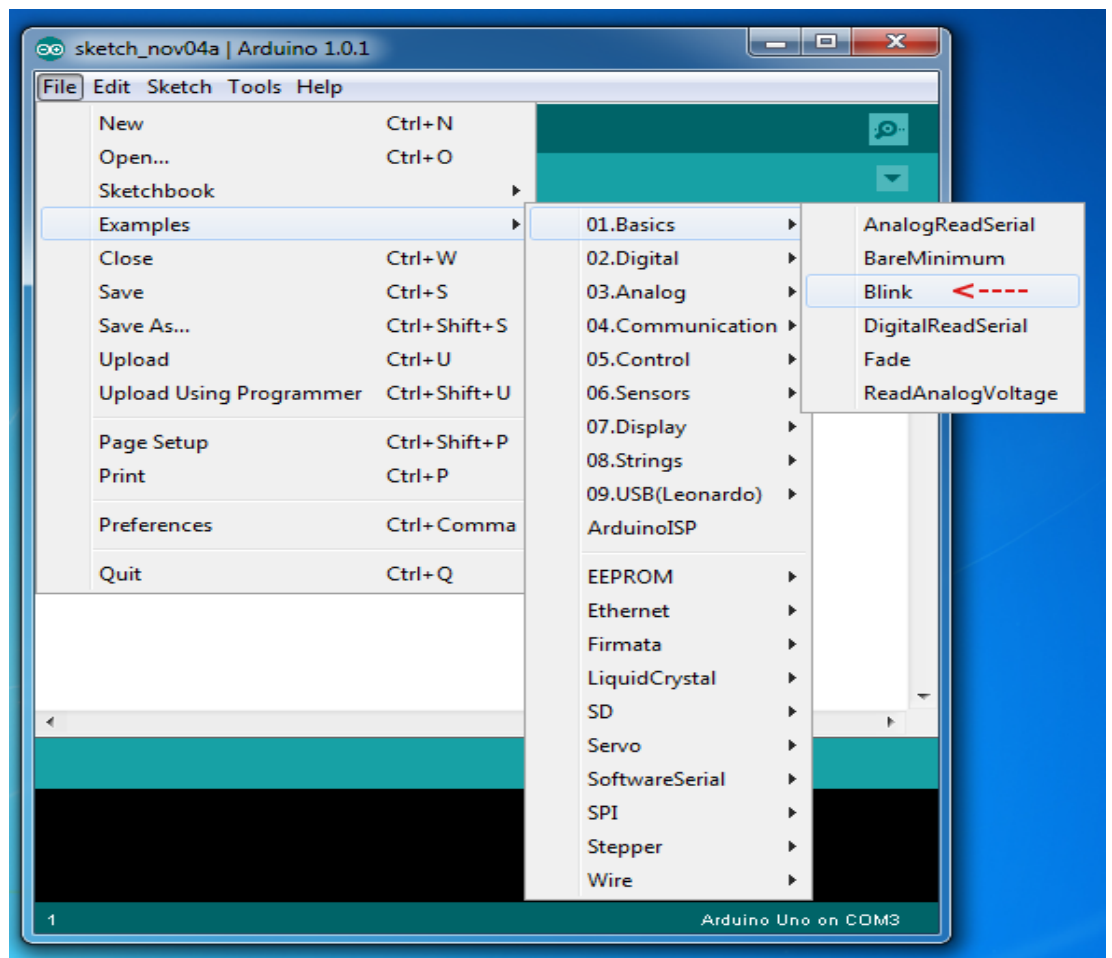 sketch_nov04a | Arduino 1.0.1
File Edit Sketch Tools Help
New Ctrl+N
Open... Ctrl+O
Sketchbook
Examples
Close Ctrl+W
Save Ctrl+S
Save As... Ctrl+Shift+S
Upload Ctrl+U
Upload Using Programmer Ctrl+Shift+U
Page Setup Ctrl+Shift+P
Print Ctrl+P
Preferences Ctrl+Comma
Quit Ctrl+Q
01.Basics
02.Digital
03.Analog
04.Communication
05.Control
06.Sensors
07.Display
08.Strings
09.USB(Leonardo)
ArduinoISP
EEPROM
Ethernet
Firmata
LiquidCrystal
SD
Servo
SoftwareSerial
SPI
Stepper
Wire
AnalogReadSerial
BareMinimum
Blink <----
DigitalReadSerial
Fade
ReadAnalogVoltage
1 Arduino Uno on COM3